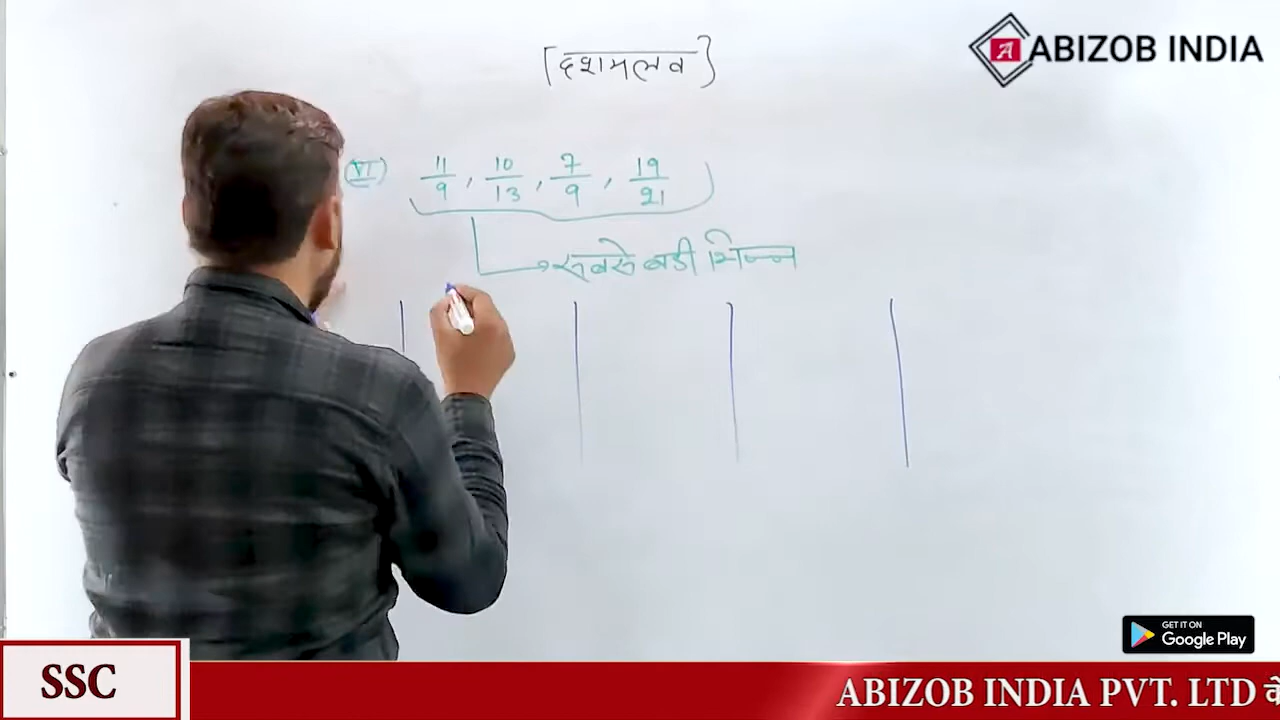 ABIZOB INDIA
[दशमलव}
(VI) 11/9, 10/13, 7/9, 19/21)
सबसे बडी भिन्न
GET IT ON
Google Play
SSC
ABIZOB INDIA PVT. LTD के